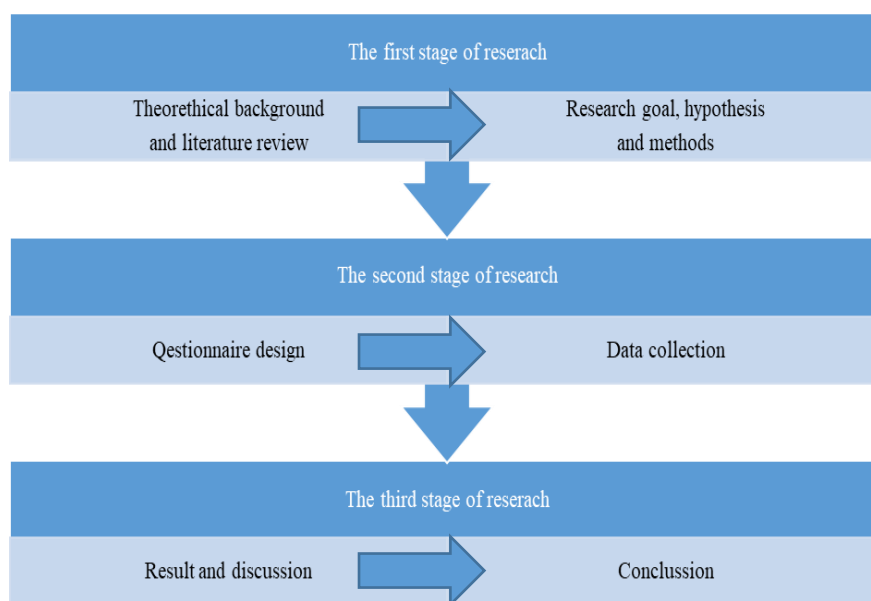 The first stage of reserach
Theorethical background
and literature review
Research goal, hypothesis
and methods
The second stage of research
Qestionnaire design
Data collection
The third stage of reserach
Result and discussion
Conclussion